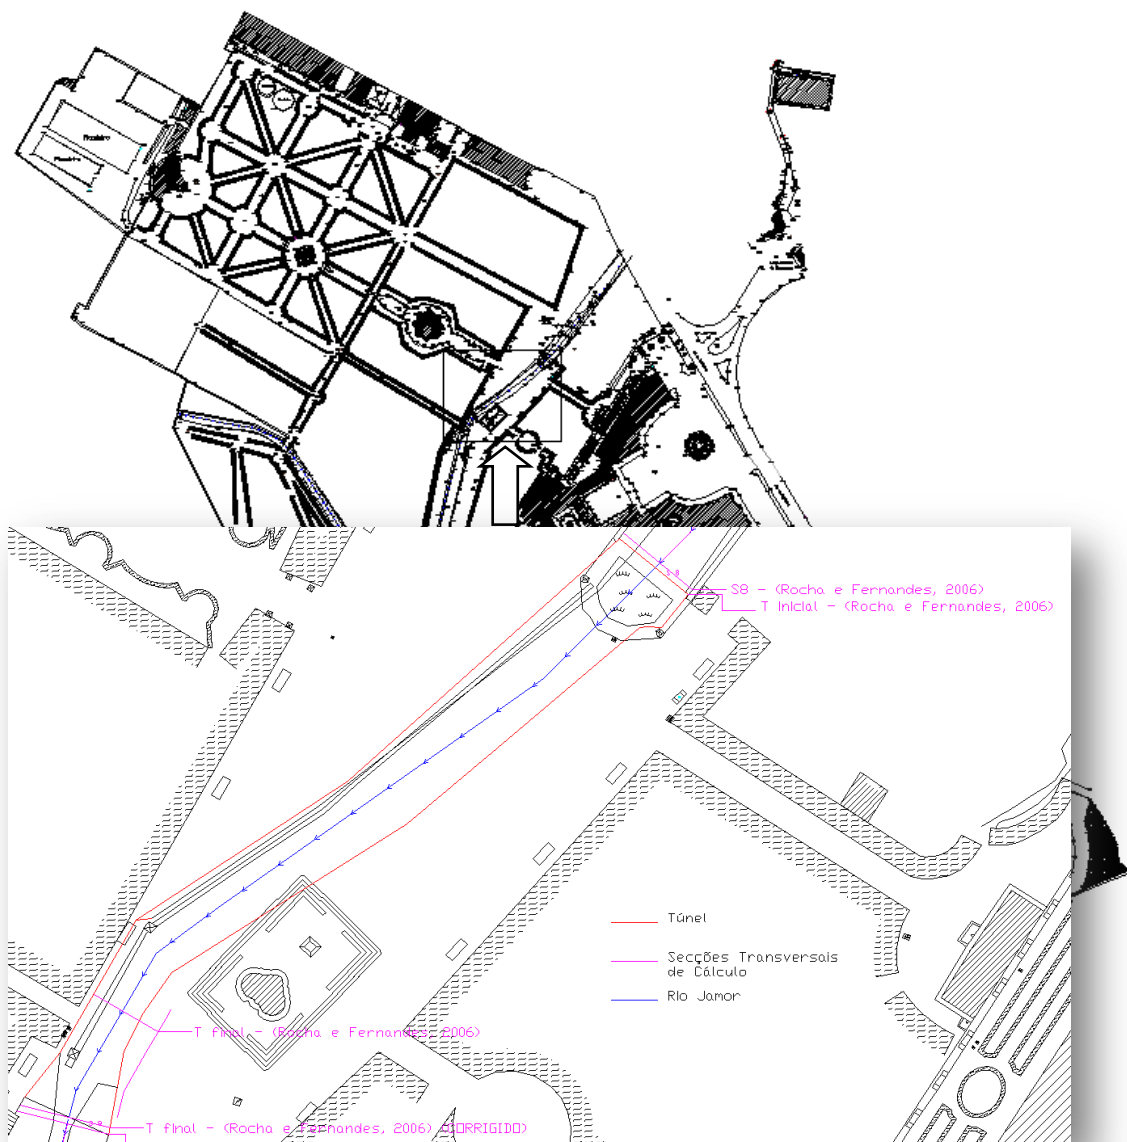 S8 - (Rocha e Fernandes, 2006)
T Inicial - (Rocha e Fernandes, 2006)
Túnel
Secções Transversais
de Cálculo
Rio Jamor
T final - (Rocha e Fernandes, 2006)
T final - (Rocha e Fernandes, 2006)